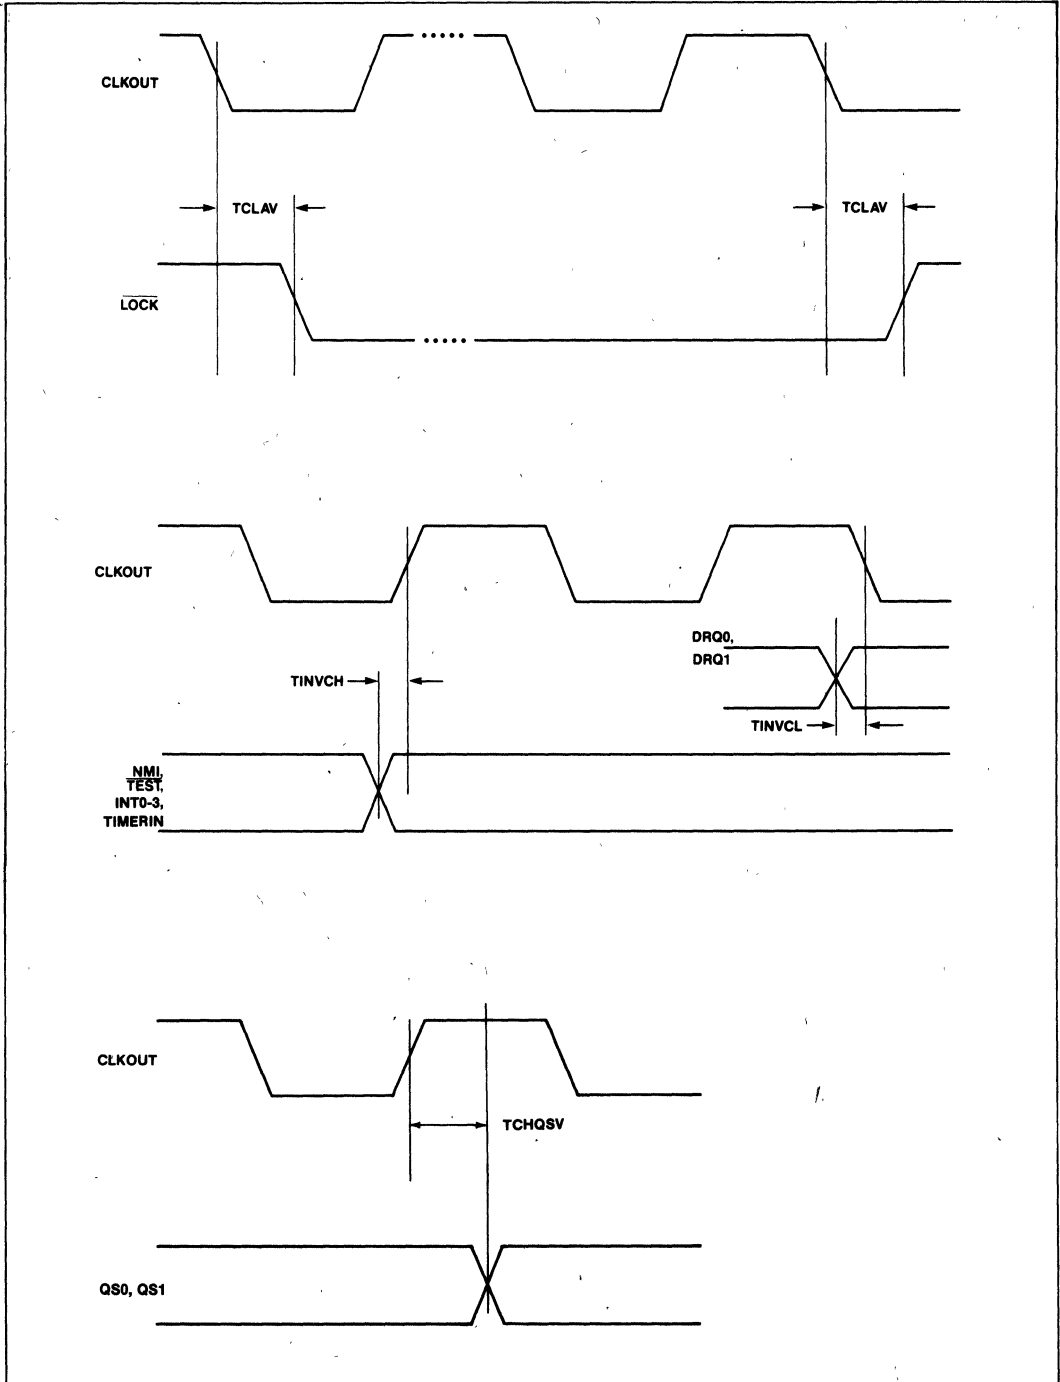 CLKOUT
TCLAV
TCLAV
LOCK
CLKOUT
DRQ0,
DRQ1
TINVCH
TINVCL
NMI,
TEST,
INT0-3,
TIMERIN
CLKOUT
TCHQSV
QS0, QS1